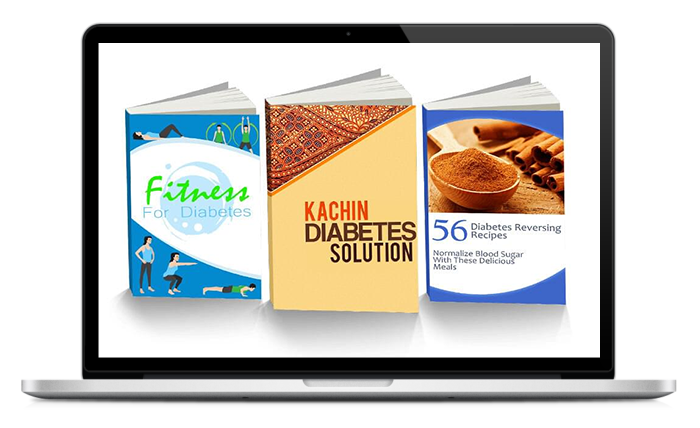 Fitness
For Diabetes
KACHIN
DIABETES
SOLUTION
56 Diabetes Reversing
Recipes
Normalize Blood Sugar
With These Delicious
Meals